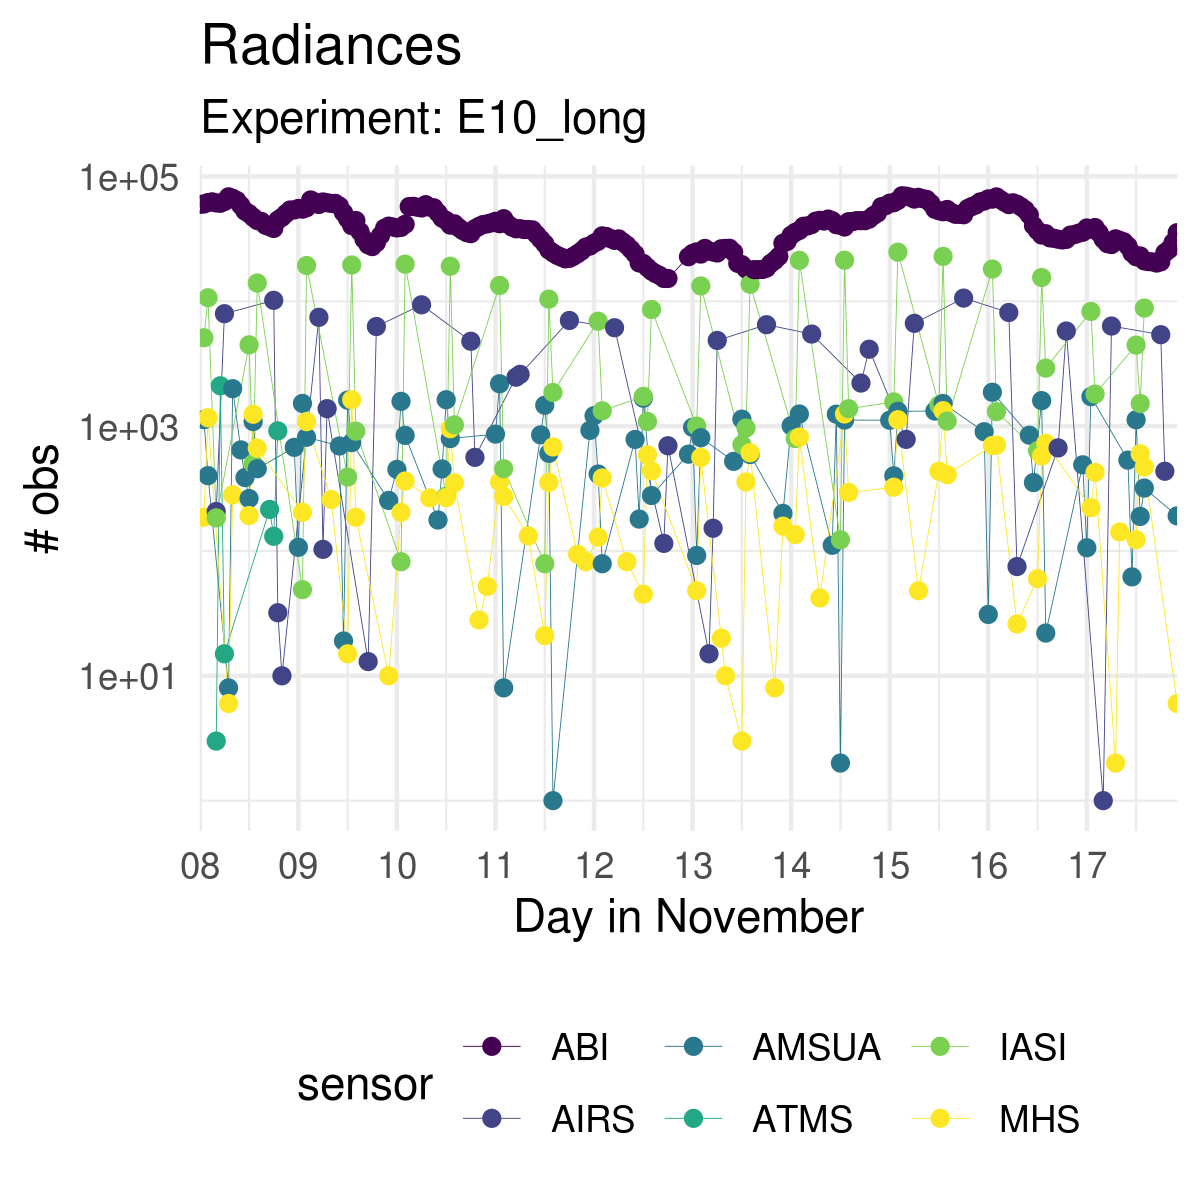 Radiances
Experiment: E10_long
1e+05
1e+03
1e+01
# obs
08 09 10 11 12 13 14 15 16 17
Day in November
sensor
ABI AMSUA IASI
AIRS ATMS MHS